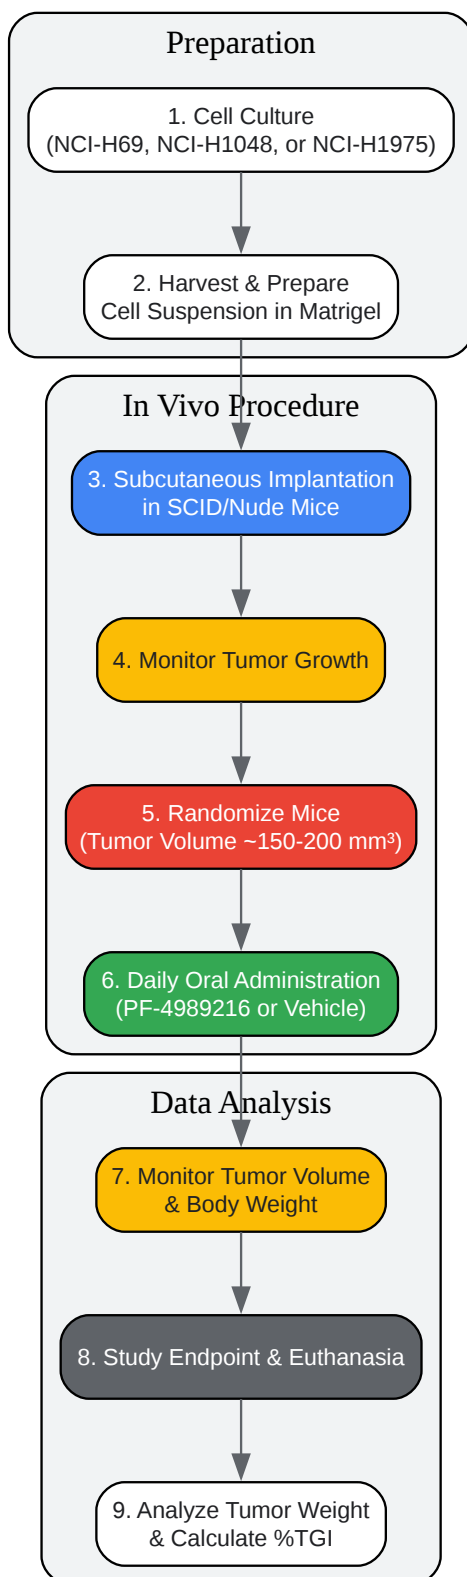 Preparation
1. Cell Culture
(NCI-H69, NCI-H1048, or NCI-H1975)
2. Harvest & Prepare
Cell Suspension in Matrigel
In Vivo Procedure
3. Subcutaneous Implantation
in SCID/Nude Mice
4. Monitor Tumor Growth
5. Randomize Mice
(Tumor Volume ~150-200 mm³)
6. Daily Oral Administration
(PF-4989216 or Vehicle)
Data Analysis
7. Monitor Tumor Volume
& Body Weight
8. Study Endpoint & Euthanasia
9. Analyze Tumor Weight
& Calculate %TGI